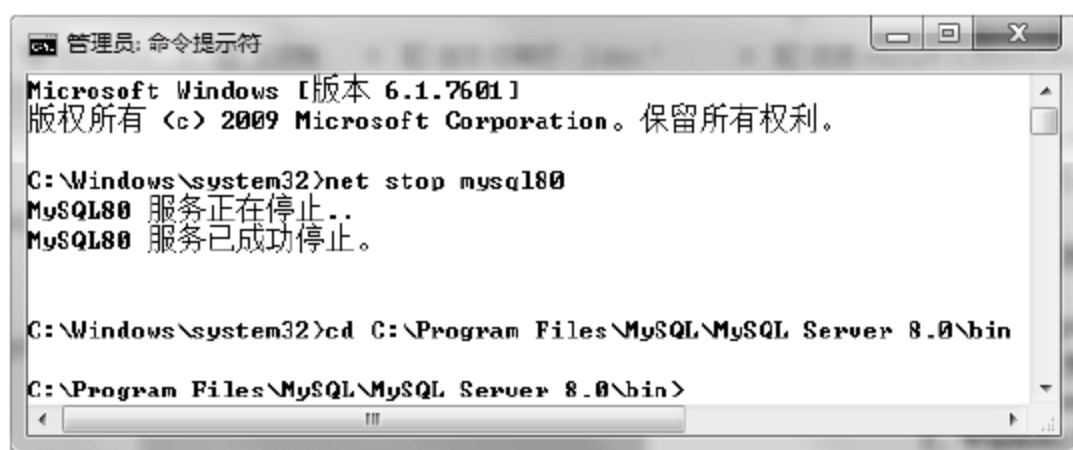 管理员: 命令提示符
Microsoft Windows [版本 6.1.7601]
版权所有 (c) 2009 Microsoft Corporation。保留所有权利。
C:\Windows\system32>net stop mysql80
MySQL80 服务正在停止..
MySQL80 服务已成功停止。
C:\Windows\system32>cd C:\Program Files\MySQL\MySQL Server 8.0\bin
C:\Program Files\MySQL\MySQL Server 8.0\bin>